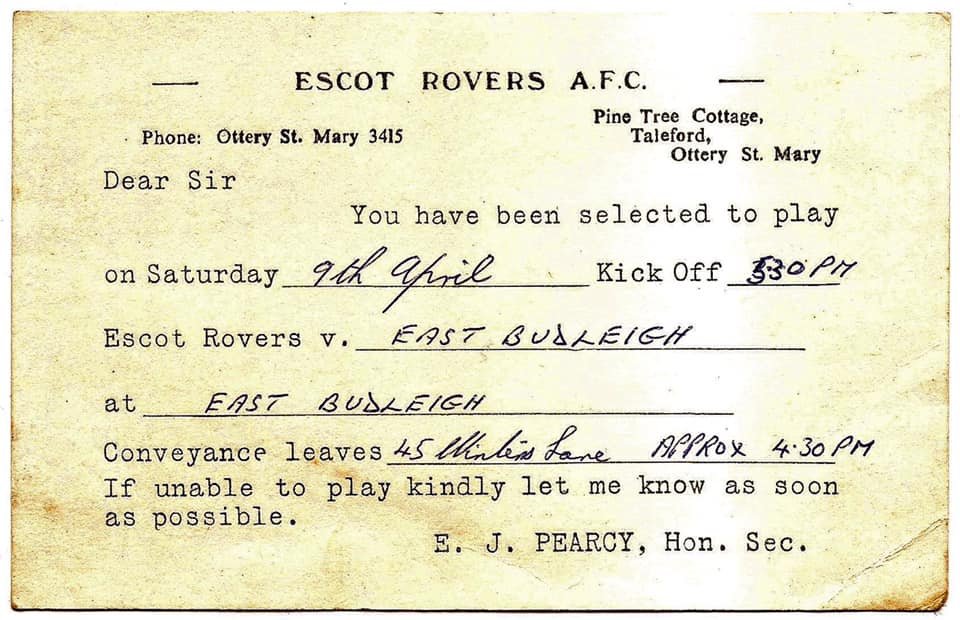 — ESCOT ROVERS A.F.C. —
Phone: Ottery St. Mary 3415
Pine Tree Cottage,
Taleford,
Ottery St. Mary
Dear Sir
You have been selected to play
on Saturday 9th April Kick Off 5.30 PM
Escot Rovers v. EAST BUDLEIGH
at EAST BUDLEIGH
Conveyance leaves 45 Winters Lane APPROX 4.30 PM
If unable to play kindly let me know as soon
as possible.
E. J. PEARCY, Hon. Sec.